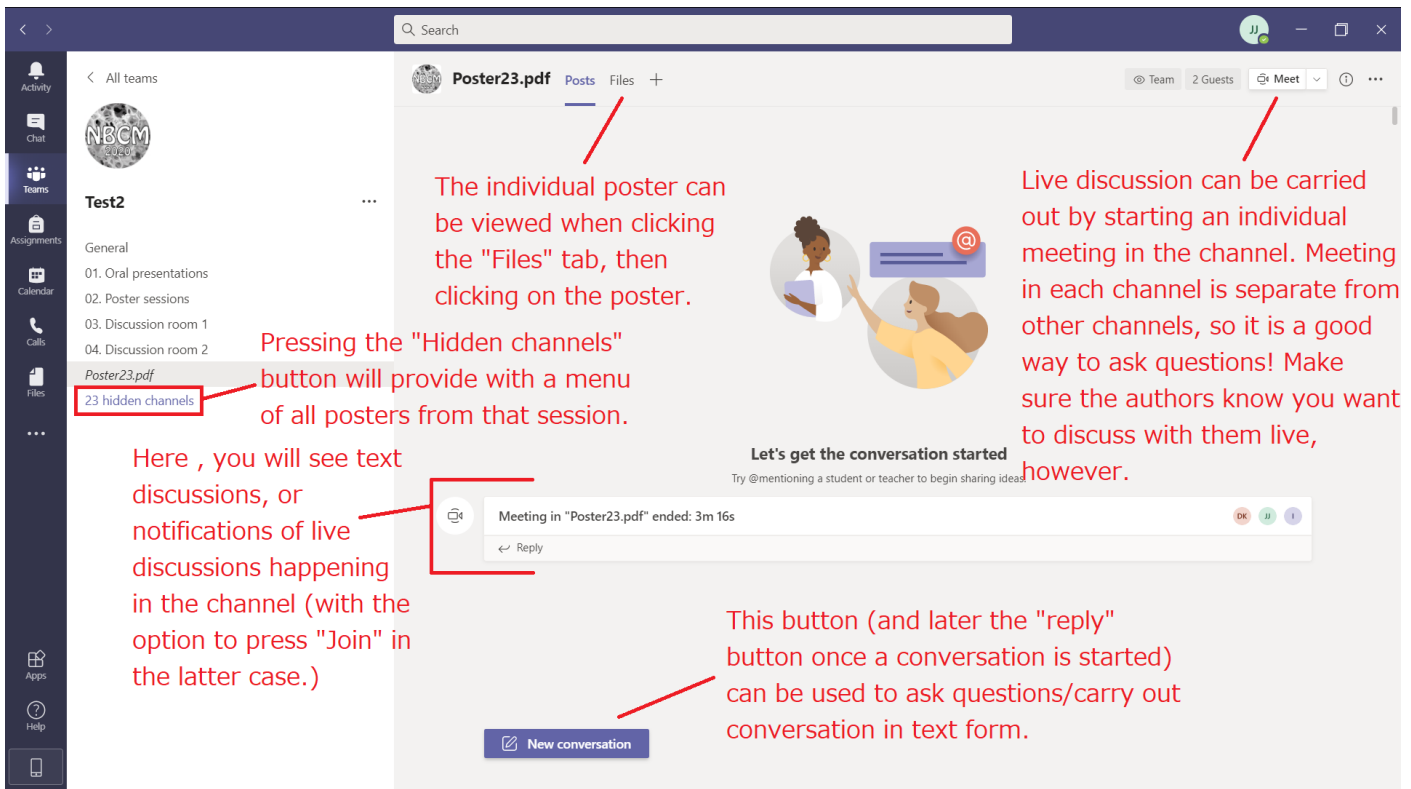 Search
JJ
Activity
Chat
Teams
Assignments
Calendar
Calls
Files
Apps
Help
All teams
NBCM
2020
Test2
General
01. Oral presentations
02. Poster sessions
03. Discussion room 1
04. Discussion room 2
Poster23.pdf
23 hidden channels
NBCM
Poster23.pdf
Posts
Files
Team
2 Guests
Meet
The individual poster can
be viewed when clicking
the "Files" tab, then
clicking on the poster.
Live discussion can be carried
out by starting an individual
meeting in the channel. Meeting
in each channel is separate from
other channels, so it is a good
way to ask questions! Make
sure the authors know you want
to discuss with them live,
however.
Pressing the "Hidden channels"
button will provide with a menu
of all posters from that session.
Here , you will see text
discussions, or
notifications of live
discussions happening
in the channel (with the
option to press "Join" in
the latter case.)
@
Let's get the conversation started
Try @mentioning a student or teacher to begin sharing ideas.
Meeting in "Poster23.pdf" ended: 3m 16s
DK
JJ
I
Reply
This button (and later the "reply"
button once a conversation is started)
can be used to ask questions/carry out
conversation in text form.
New conversation